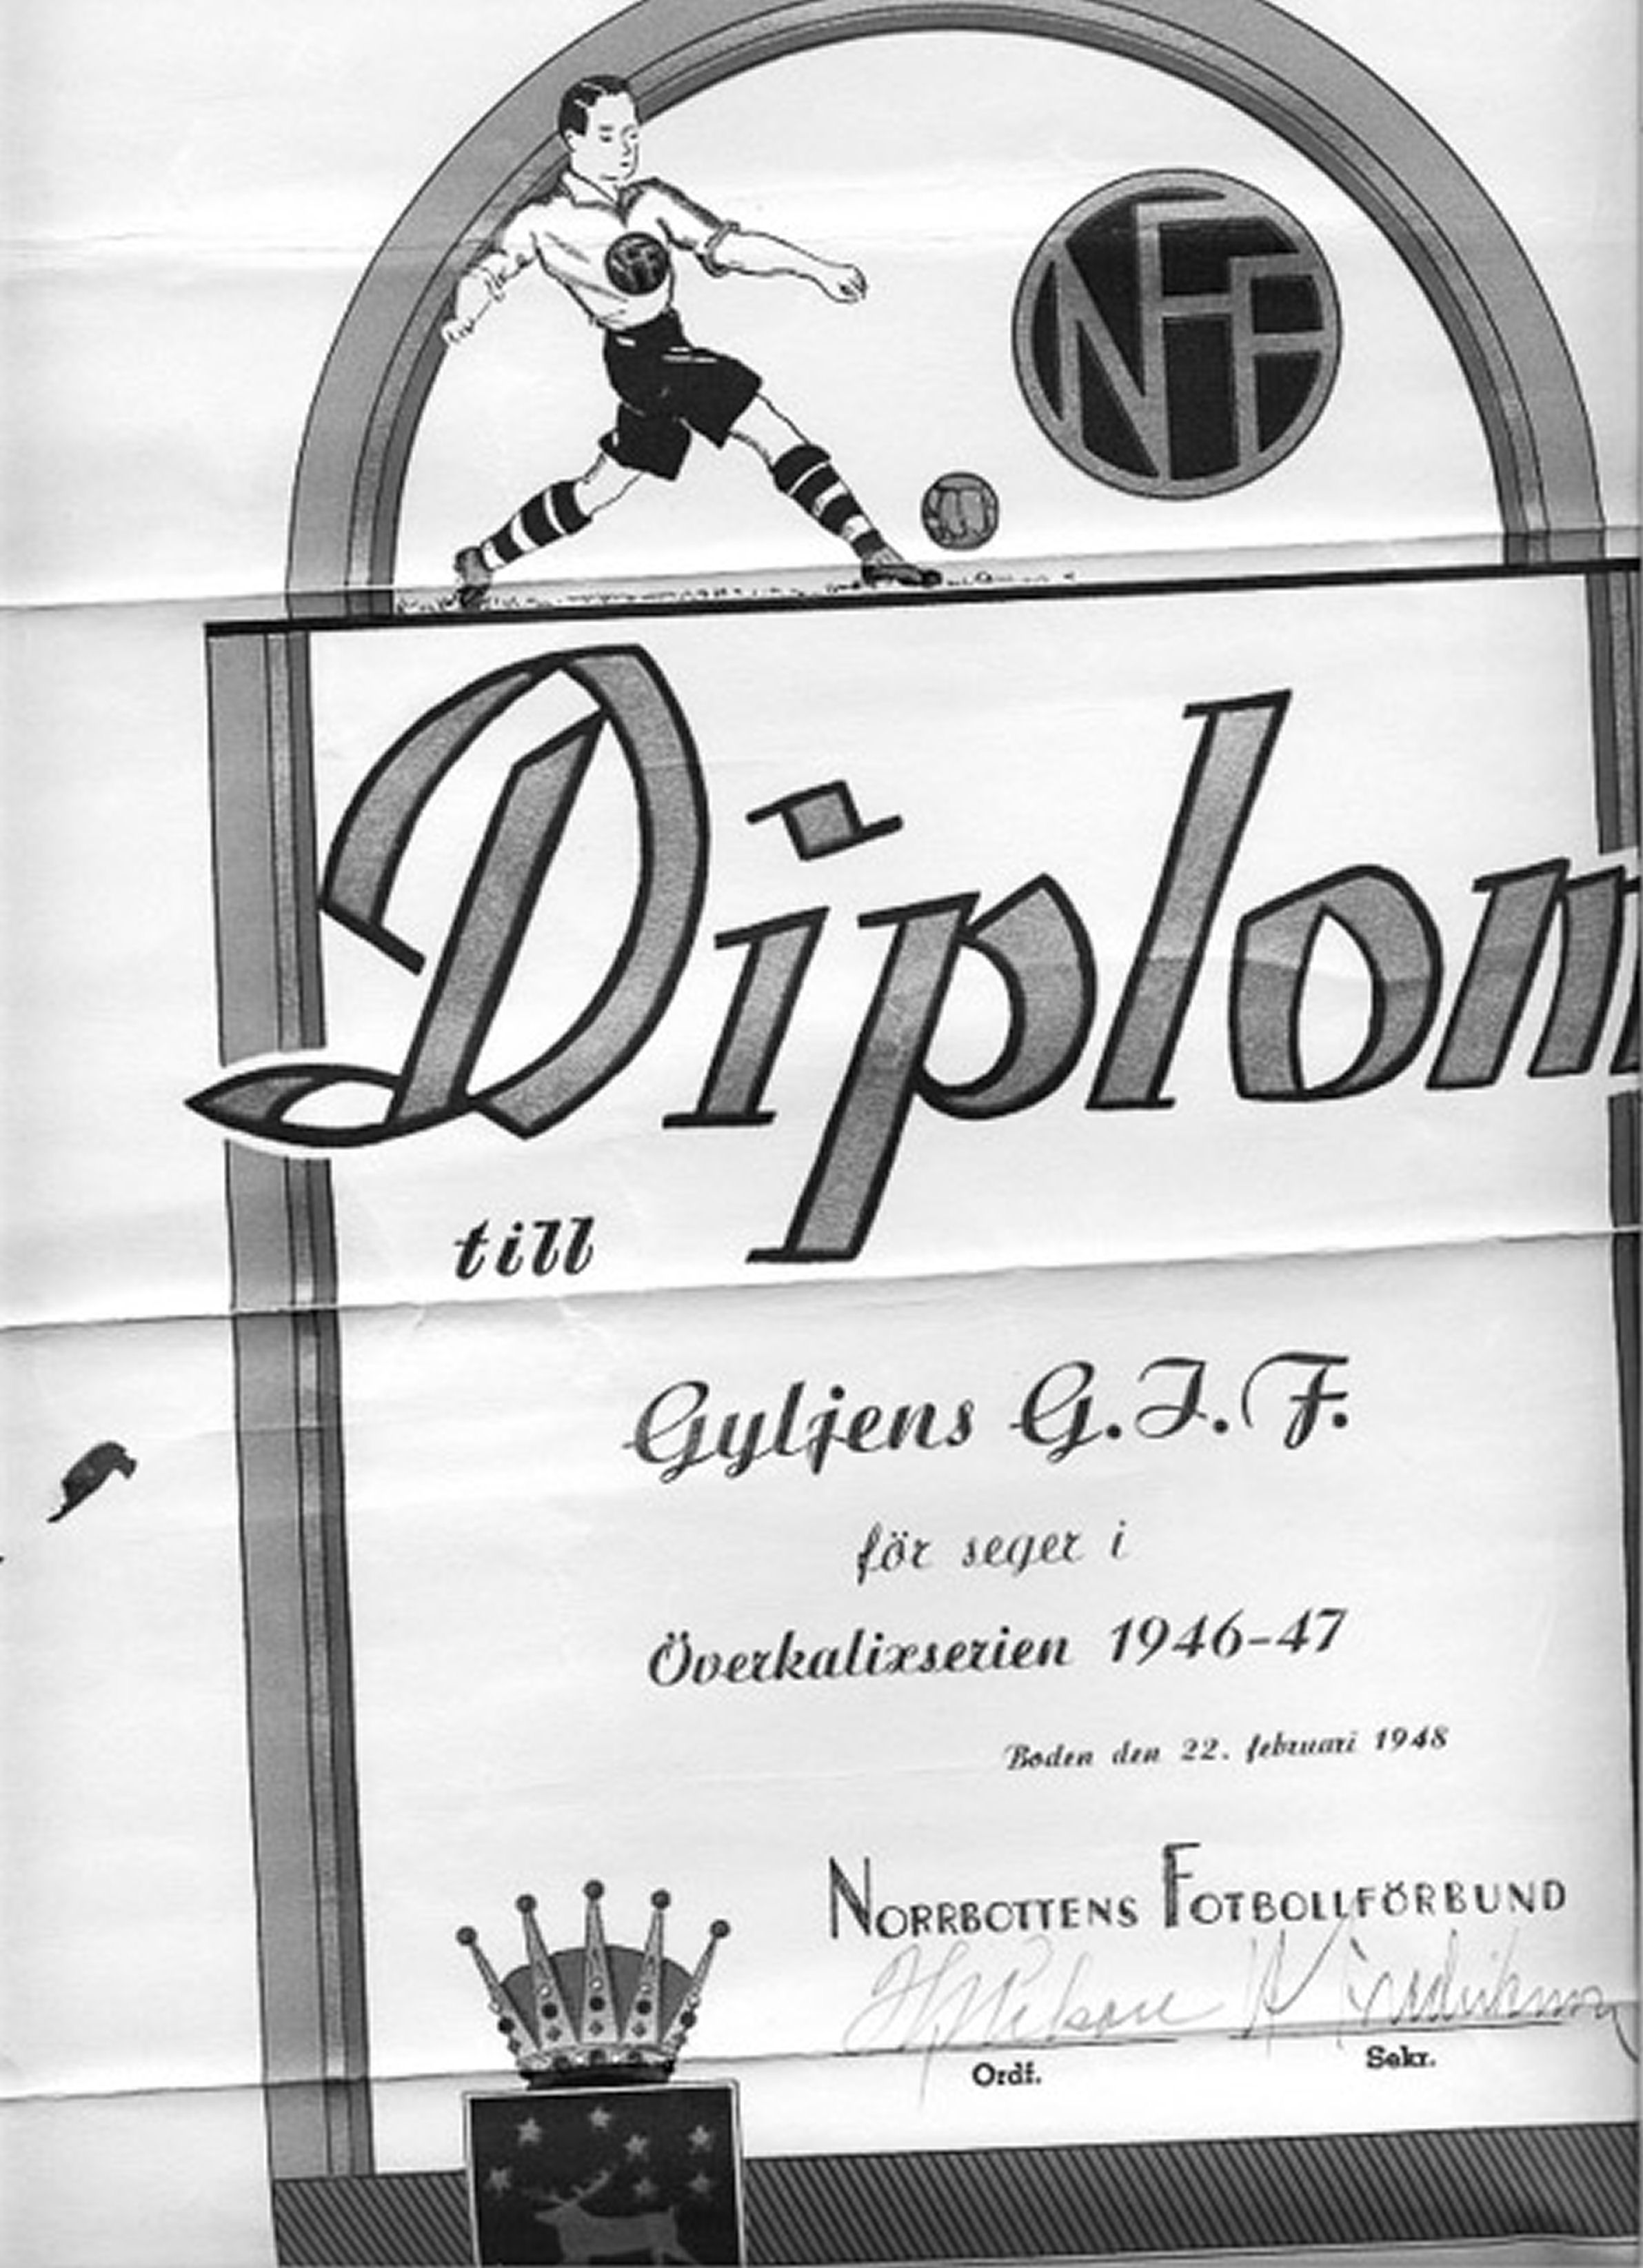 NFF
Diplom
till
Gyljens G.I.F.
för seger i
Överkalixserien 1946-47
Boden den 22. februari 1948
NORRBOTTENS FOTBOLLFÖRBUND
Ordf. Sekr.